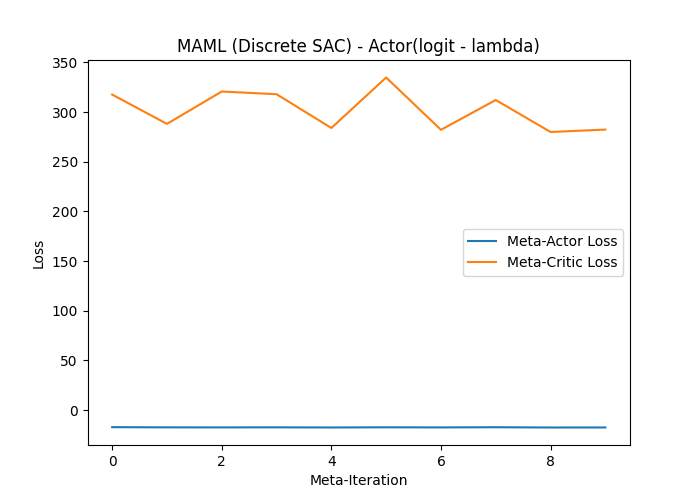 MAML (Discrete SAC) - Actor(logit - lambda)
350
300
250
200
150
100
50
0
Loss
Meta-Actor Loss
Meta-Critic Loss
0 2 4 6 8
Meta-Iteration